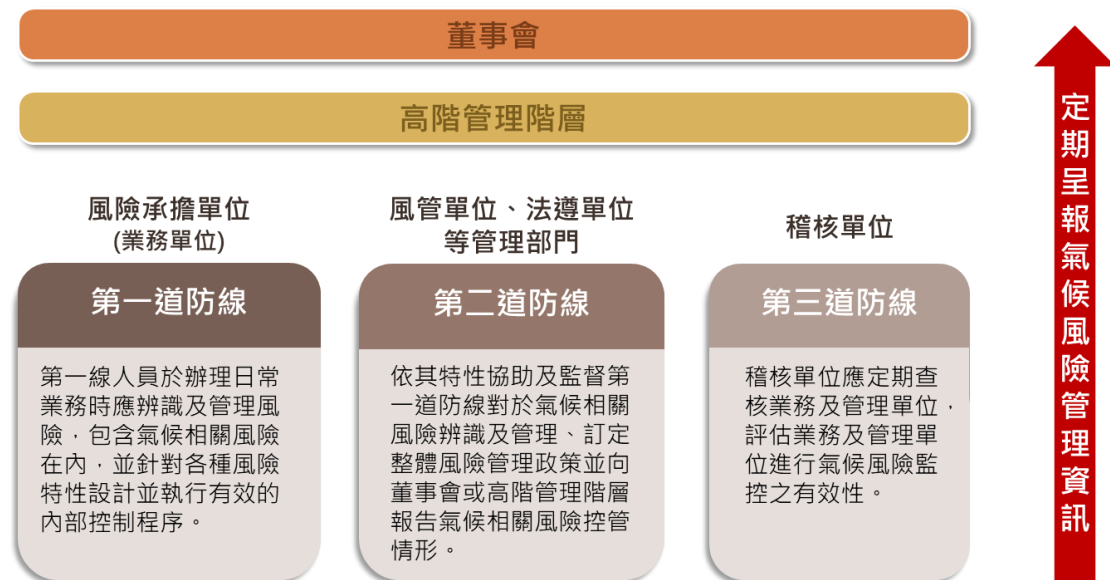 董事會
高階管理階層
風險承擔單位
(業務單位)
第一道防線
第一線人員於辦理日常
業務時應辨識及管理風
險，包含氣候相關風險
在內，並針對各種風險
特性設計並執行有效的
內部控制程序。
風管單位、法遵單位
等管理部門
第二道防線
依其特性協助及監督第
一道防線對於氣候相關
風險辨識及管理、訂定
整體風險管理政策並向
董事會或高階管理階層
報告氣候相關風險控管
情形。
稽核單位
第三道防線
稽核單位應定期查
核業務及管理單位，
評估業務及管理單
位進行氣候風險監
控之有效性。
定期呈報氣候風險管理資訊